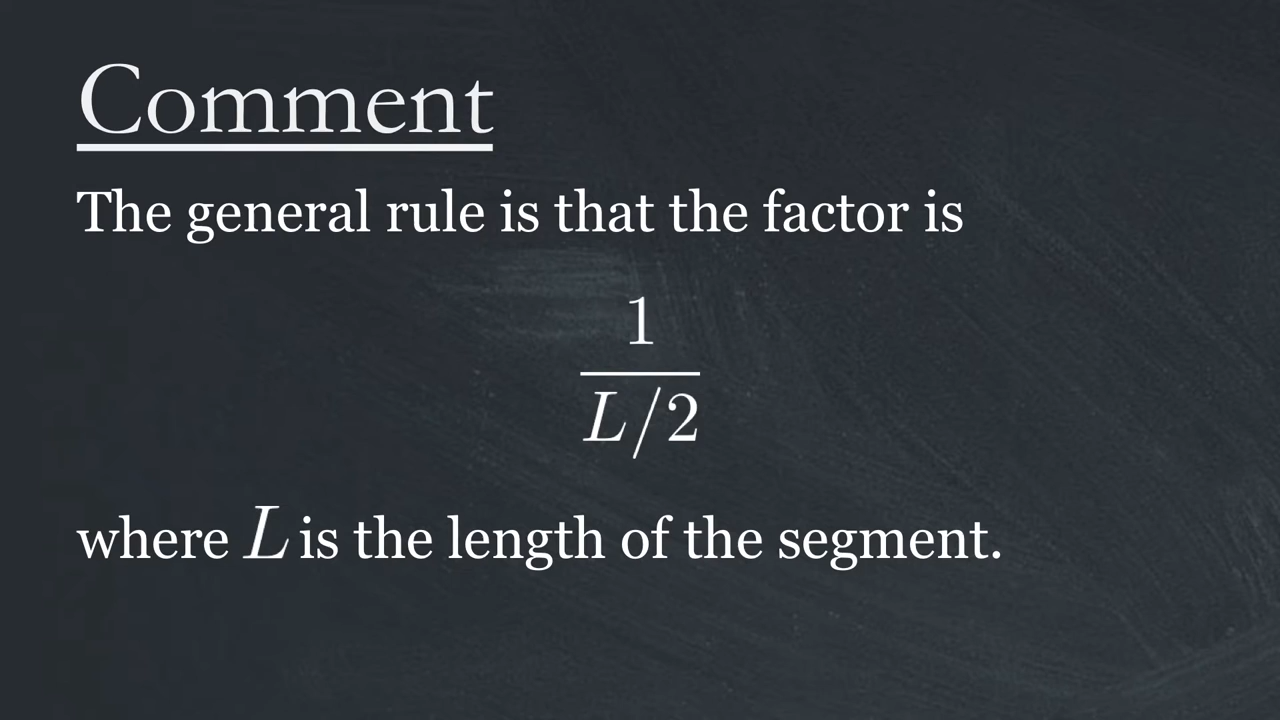 Comment
The general rule is that the factor is
1
L/2
where L is the length of the segment.